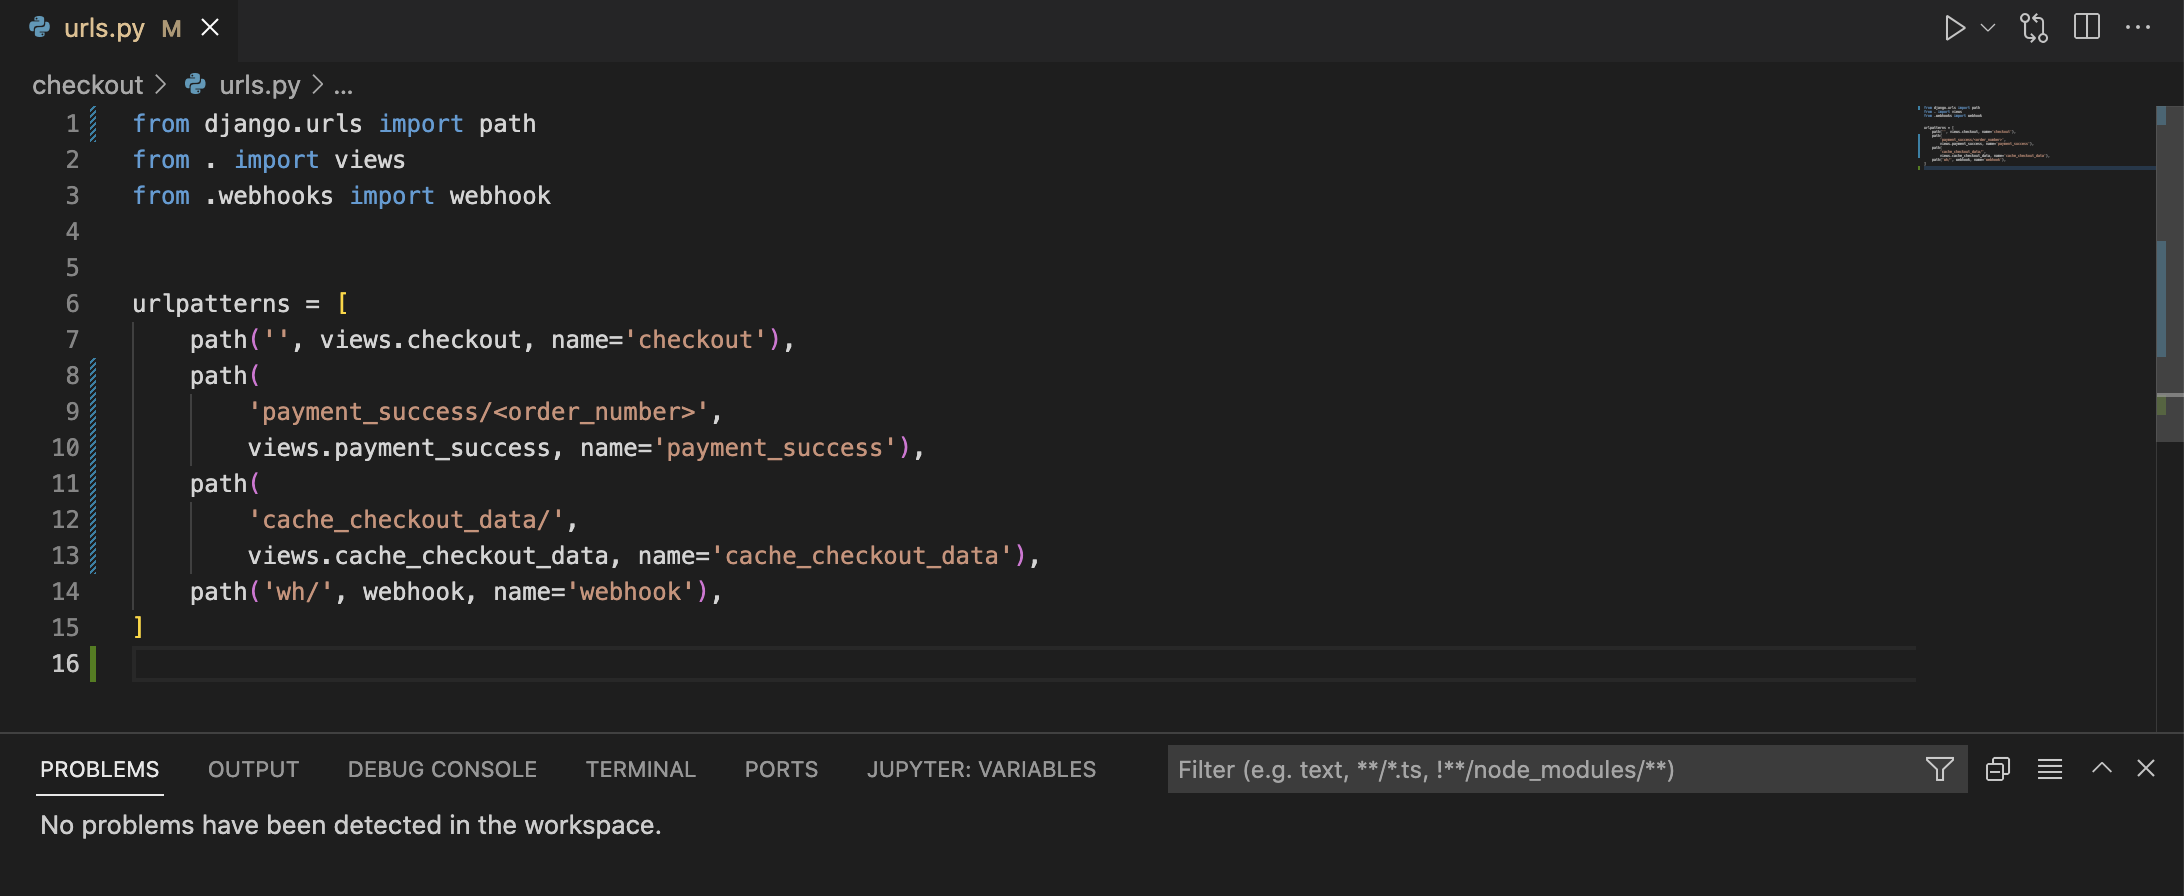 urls.py M
checkout > urls.py > ...
1 from django.urls import path
2 from . import views
3 from .webhooks import webhook
4
5
6 urlpatterns = [
7     path('', views.checkout, name='checkout'),
8     path(
9         'payment_success/<order_number>',
10         views.payment_success, name='payment_success'),
11     path(
12         'cache_checkout_data/',
13         views.cache_checkout_data, name='cache_checkout_data'),
14     path('wh/', webhook, name='webhook'),
15 ]
16
PROBLEMS OUTPUT DEBUG CONSOLE TERMINAL PORTS JUPYTER: VARIABLES Filter (e.g. text, **/*.ts, !**/node_modules/**)
No problems have been detected in the workspace.